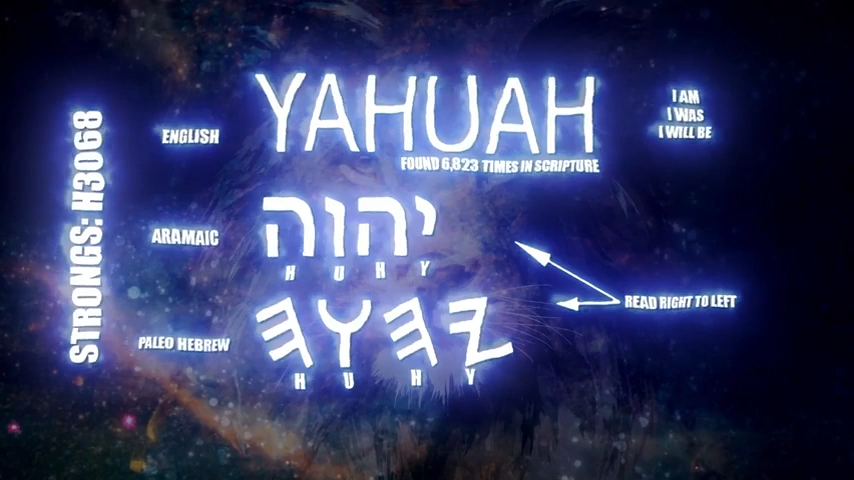 YAHUAH
FOUND 6,823 TIMES IN SCRIPTURE
I AM
I WAS
I WILL BE
STRONGS: H3068
ENGLISH
ARAMAIC
יהוה
H U H Y
PALEO HEBREW
𐤉𐤄𐤅𐤄
H U H Y
READ RIGHT TO LEFT